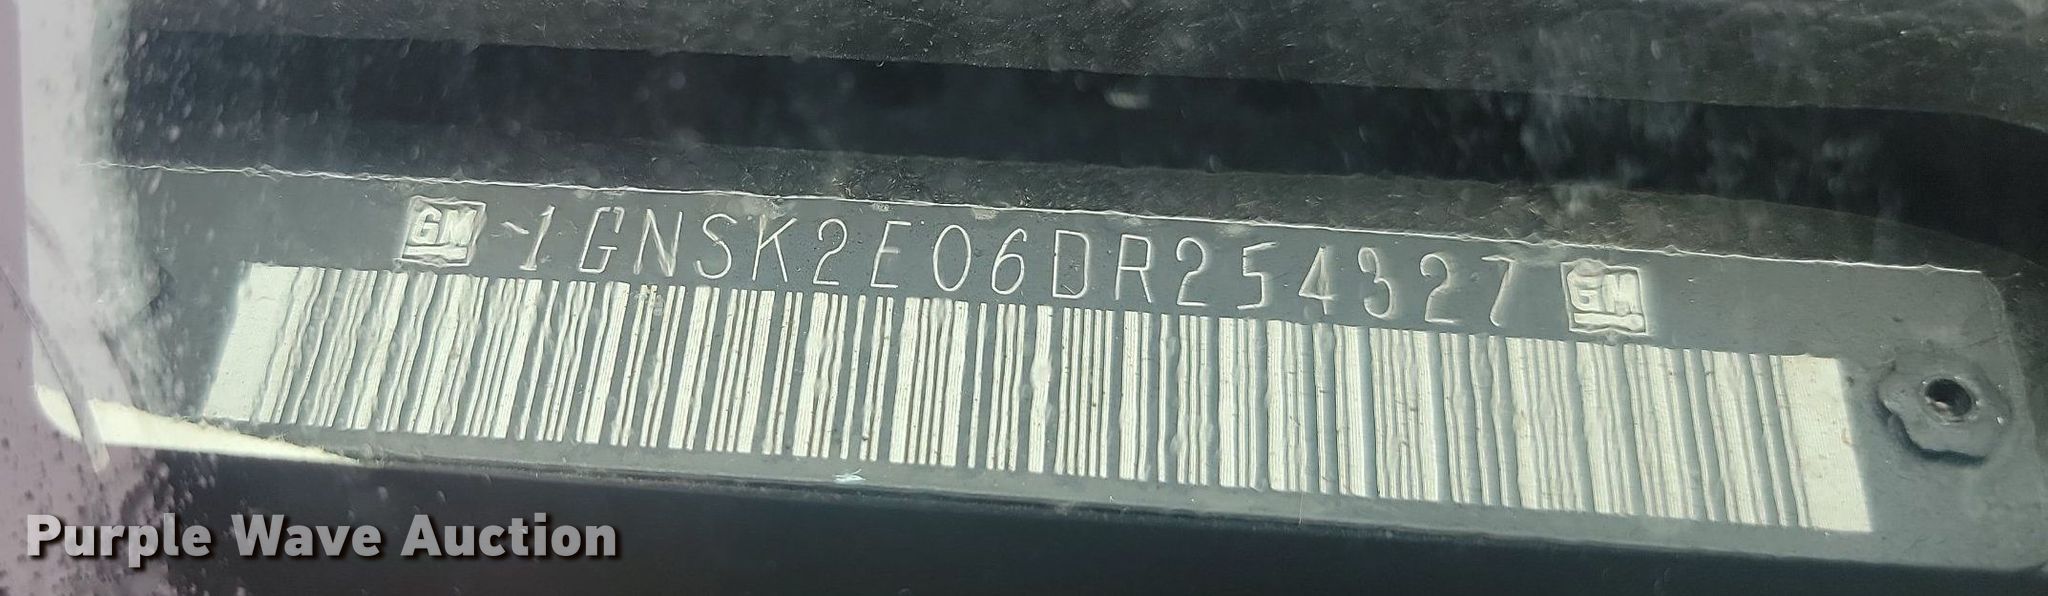 GM -1GNSK2E06DR254327 GM
Purple Wave Auction